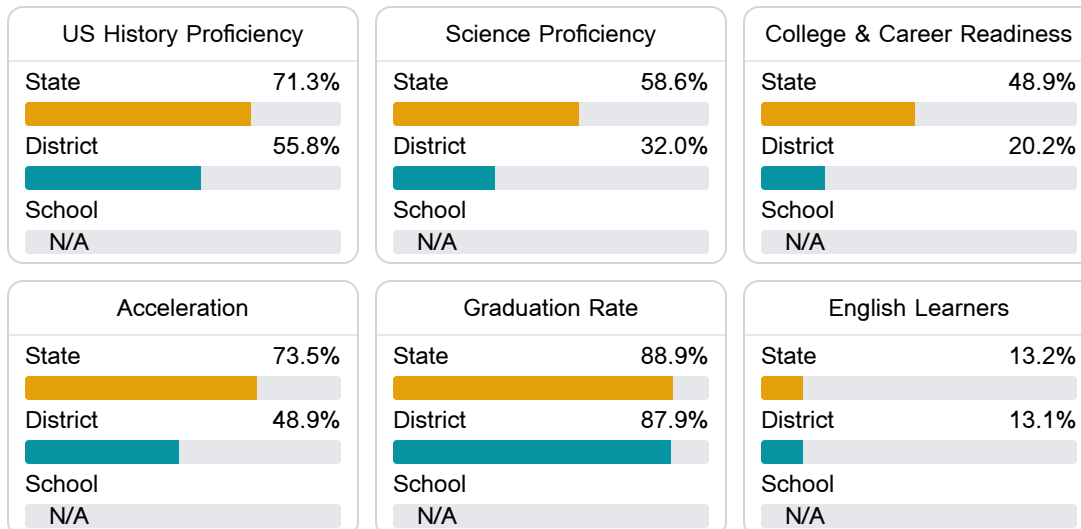 US History Proficiency
State 71.3%
District 55.8%
School
N/A
Science Proficiency
State 58.6%
District 32.0%
School
N/A
College & Career Readiness
State 48.9%
District 20.2%
School
N/A
Acceleration
State 73.5%
District 48.9%
School
N/A
Graduation Rate
State 88.9%
District 87.9%
School
N/A
English Learners
State 13.2%
District 13.1%
School
N/A